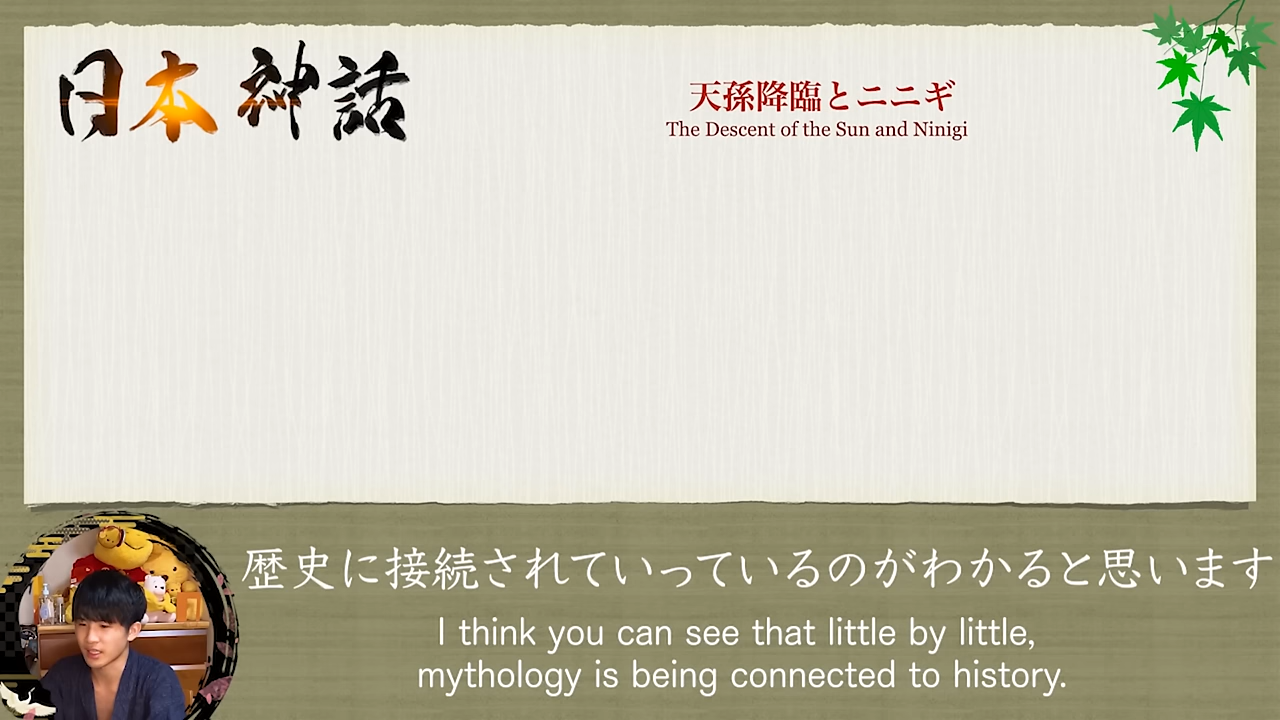 日本神話
天孫降臨とニニギ
The Descent of the Sun and Ninigi
歴史に接続されていっているのがわかると思います
I think you can see that little by little,
mythology is being connected to history.